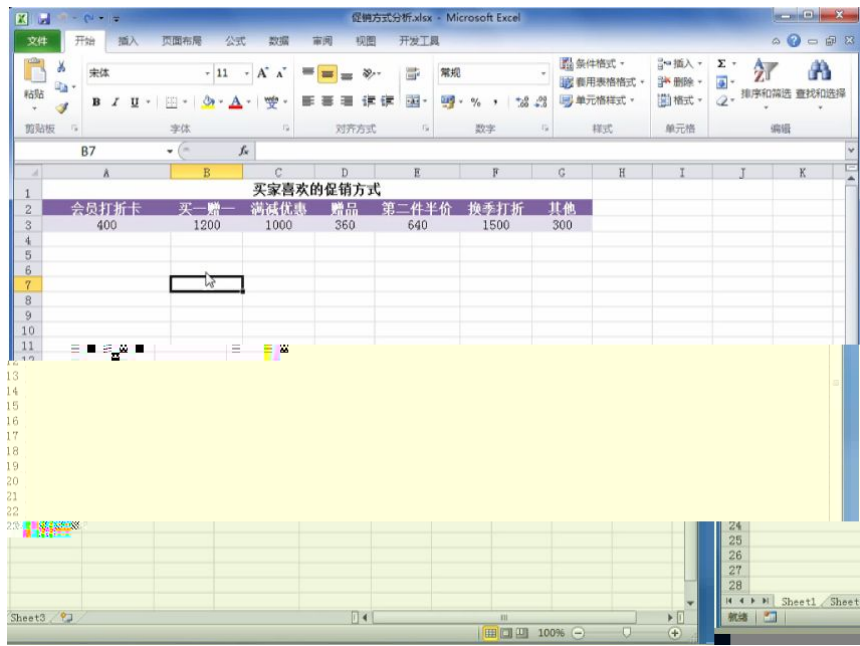 促销方式分析.xlsx - Microsoft Excel
文件 开始 插入 页面布局 公式 数据 审阅 视图 开发工具
宋体 11 A A 常规 条件格式 插入 Σ
粘贴 套用表格格式 删除 排序和筛选 查找和选择
B I U A % , 单元格样式 格式
剪贴板 字体 对齐方式 数字 样式 单元格 编辑
B7 fx
A B C D E F G H I J K
1 买家喜欢的促销方式
2 会员打折卡 买一赠一 满减优惠 赠品 第二件半价 换季打折 其他
3 400 1200 1000 360 640 1500 300
4
5
6
7
8
9
10
11
12
13
14
15
16
17
18
19
20
21
22
23
24
25
26
27
28
Sheet1 Sheet
Sheet3
就绪
100%